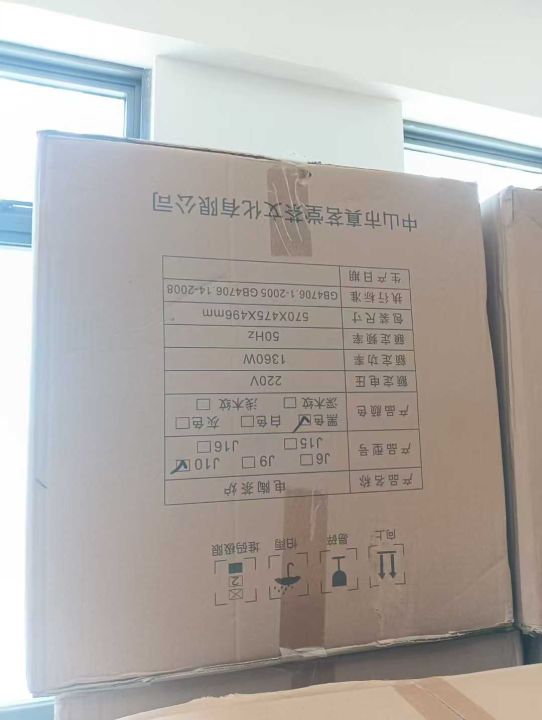 向上 易碎 怕雨 堆码极限
2
产品名称 电陶茶炉
产品型号 J6□ J9□ J10☑
J15□ J16□
产品颜色 黑色☑ 白色□ 灰色□
深木纹□ 浅木纹□
额定电压 220V
额定功率 1360W
额定频率 50Hz
包装尺寸 570X475X496mm
执行标准 GB4706.1-2005 GB4706.14-2008
生产日期
中山市真茗堂茶文化有限公司